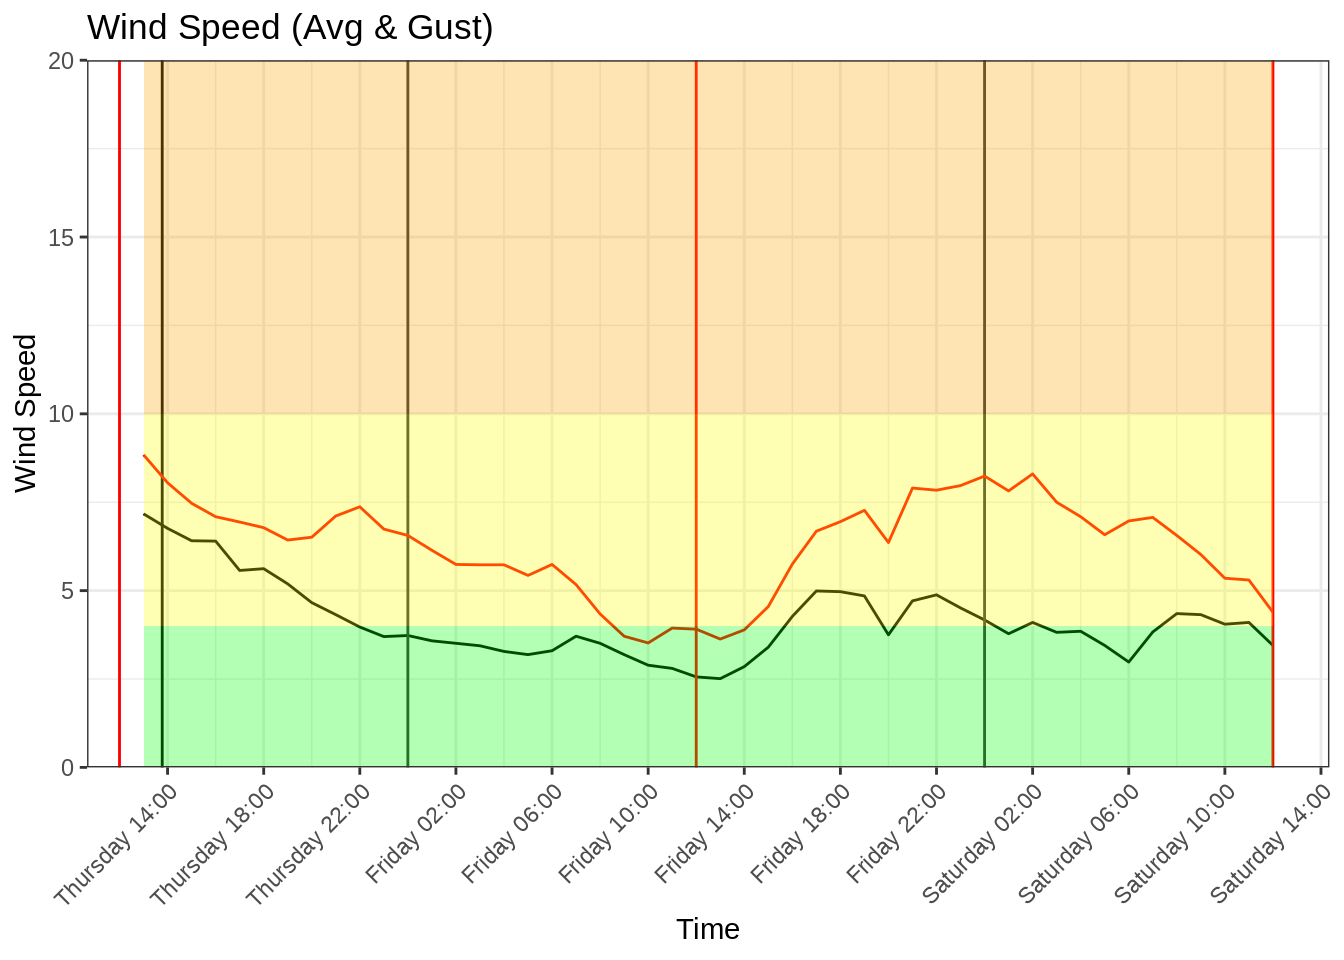 Wind Speed (Avg & Gust)
20
15
10
5
0
Wind Speed
Thursday 14:00
Thursday 18:00
Thursday 22:00
Friday 02:00
Friday 06:00
Friday 10:00
Friday 14:00
Friday 18:00
Friday 22:00
Saturday 02:00
Saturday 06:00
Saturday 10:00
Saturday 14:00
Time